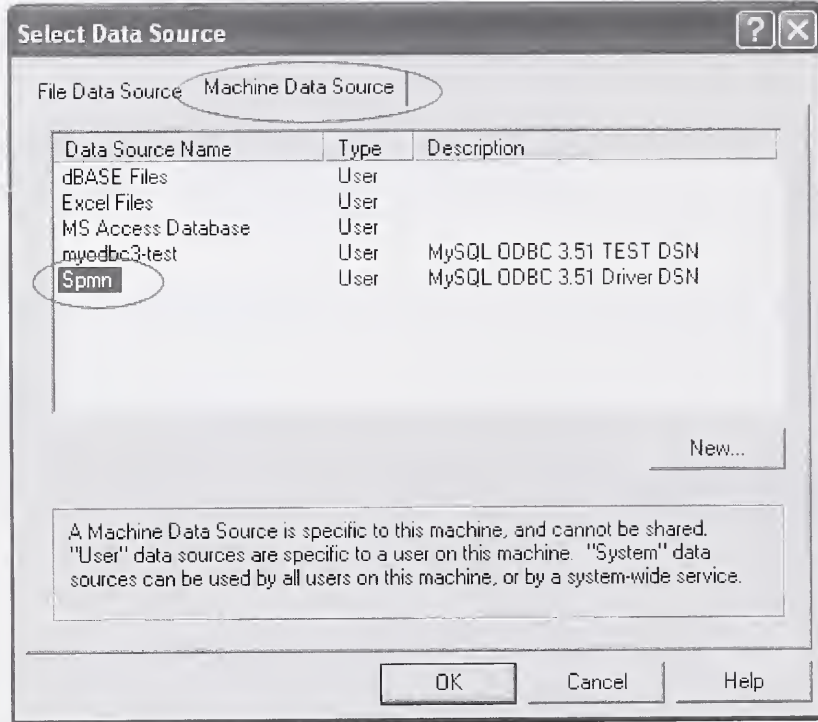 Select Data Source
File Data Source Machine Data Source
Data Source Name Type Description
dBASE Files User
Excel Files User
MS Access Database User
myodbc3-test User MySQL ODBC 3.51 TEST DSN
Spmn User MySQL ODBC 3.51 Driver DSN
New...
A Machine Data Source is specific to this machine, and cannot be shared.
"User" data sources are specific to a user on this machine. "System" data
sources can be used by all users on this machine, or by a system-wide service.
OK Cancel Help